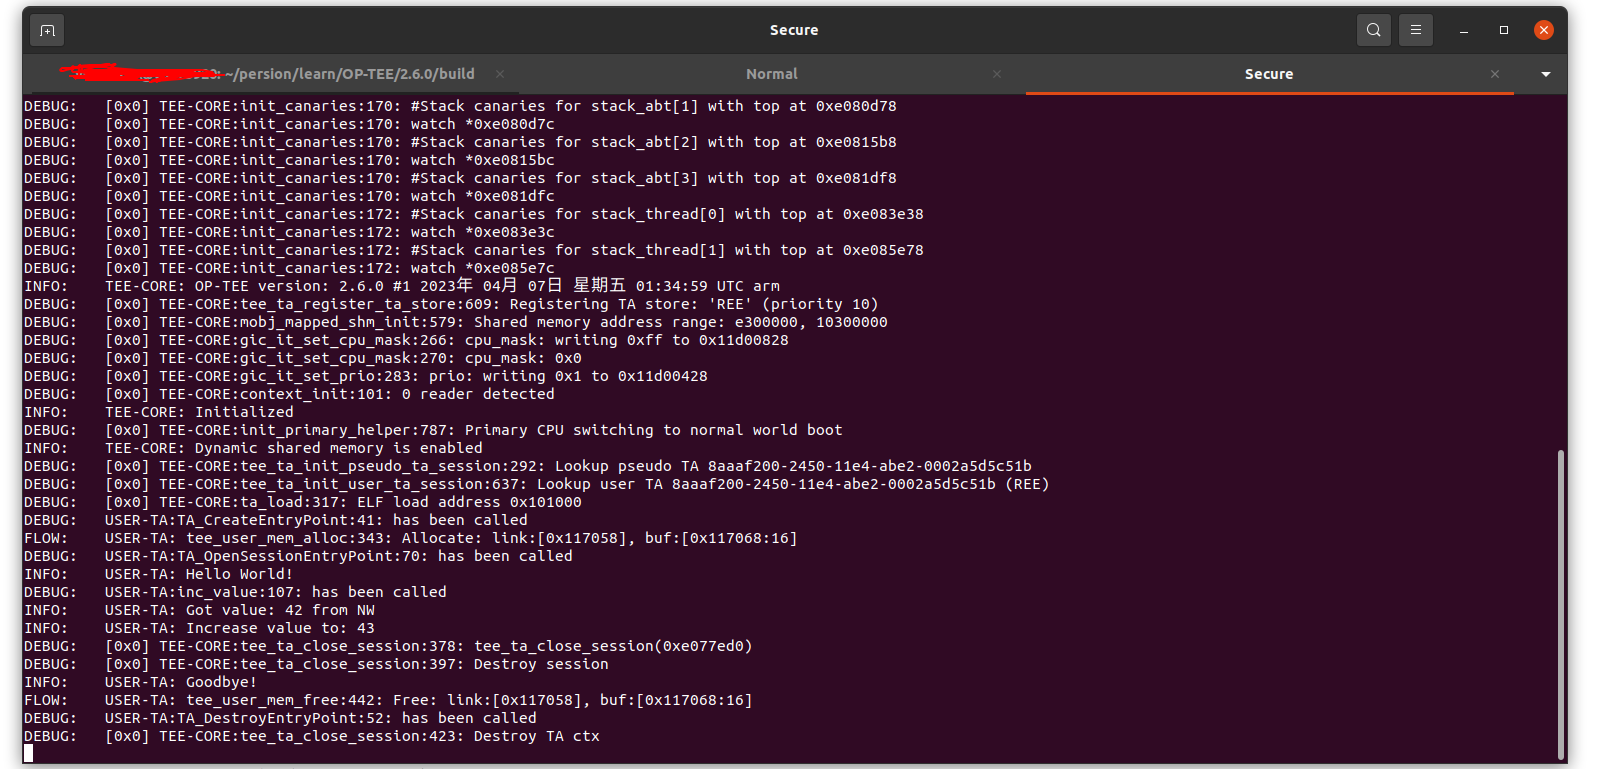 Secure
~/persion/learn/OP-TEE/2.6.0/build
Normal
Secure
DEBUG: [0x0] TEE-CORE:init_canaries:170: #Stack canaries for stack_abt[1] with top at 0xe080d78
DEBUG: [0x0] TEE-CORE:init_canaries:170: watch *0xe080d7c
DEBUG: [0x0] TEE-CORE:init_canaries:170: #Stack canaries for stack_abt[2] with top at 0xe0815b8
DEBUG: [0x0] TEE-CORE:init_canaries:170: watch *0xe0815bc
DEBUG: [0x0] TEE-CORE:init_canaries:170: #Stack canaries for stack_abt[3] with top at 0xe081df8
DEBUG: [0x0] TEE-CORE:init_canaries:170: watch *0xe081dfc
DEBUG: [0x0] TEE-CORE:init_canaries:172: #Stack canaries for stack_thread[0] with top at 0xe083e38
DEBUG: [0x0] TEE-CORE:init_canaries:172: watch *0xe083e3c
DEBUG: [0x0] TEE-CORE:init_canaries:172: #Stack canaries for stack_thread[1] with top at 0xe085e78
DEBUG: [0x0] TEE-CORE:init_canaries:172: watch *0xe085e7c
INFO: TEE-CORE: OP-TEE version: 2.6.0 #1 2023年 04月 07日 星期五 01:34:59 UTC arm
DEBUG: [0x0] TEE-CORE:tee_ta_register_ta_store:609: Registering TA store: 'REE' (priority 10)
DEBUG: [0x0] TEE-CORE:mobj_mapped_shm_init:579: Shared memory address range: e300000, 10300000
DEBUG: [0x0] TEE-CORE:gic_it_set_cpu_mask:266: cpu_mask: writing 0xff to 0x11d00828
DEBUG: [0x0] TEE-CORE:gic_it_set_cpu_mask:270: cpu_mask: 0x0
DEBUG: [0x0] TEE-CORE:gic_it_set_prio:283: prio: writing 0x1 to 0x11d00428
DEBUG: [0x0] TEE-CORE:context_init:101: 0 reader detected
INFO: TEE-CORE: Initialized
DEBUG: [0x0] TEE-CORE:init_primary_helper:787: Primary CPU switching to normal world boot
INFO: TEE-CORE: Dynamic shared memory is enabled
DEBUG: [0x0] TEE-CORE:tee_ta_init_pseudo_ta_session:292: Lookup pseudo TA 8aaaf200-2450-11e4-abe2-0002a5d5c51b
DEBUG: [0x0] TEE-CORE:tee_ta_init_user_ta_session:637: Lookup user TA 8aaaf200-2450-11e4-abe2-0002a5d5c51b (REE)
DEBUG: [0x0] TEE-CORE:ta_load:317: ELF load address 0x101000
DEBUG: USER-TA:TA_CreateEntryPoint:41: has been called
FLOW: USER-TA: tee_user_mem_alloc:343: Allocate: link:[0x117058], buf:[0x117068:16]
DEBUG: USER-TA:TA_OpenSessionEntryPoint:70: has been called
INFO: USER-TA: Hello World!
DEBUG: USER-TA:inc_value:107: has been called
INFO: USER-TA: Got value: 42 from NW
INFO: USER-TA: Increase value to: 43
DEBUG: [0x0] TEE-CORE:tee_ta_close_session:378: tee_ta_close_session(0xe077ed0)
DEBUG: [0x0] TEE-CORE:tee_ta_close_session:397: Destroy session
INFO: USER-TA: Goodbye!
FLOW: USER-TA: tee_user_mem_free:442: Free: link:[0x117058], buf:[0x117068:16]
DEBUG: USER-TA:TA_DestroyEntryPoint:52: has been called
DEBUG: [0x0] TEE-CORE:tee_ta_close_session:423: Destroy TA ctx